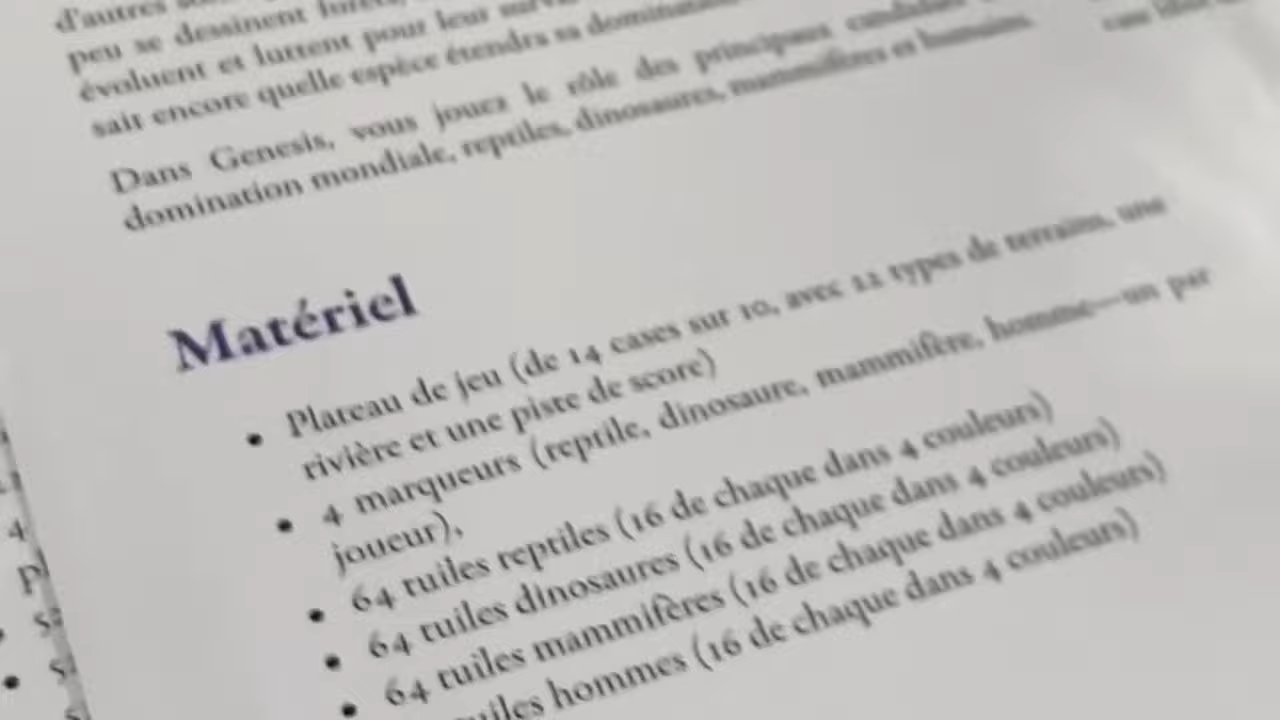 d'autres
peu se dessinent forêts,
évoluent et luttent pour leur
sait encore quelle espèce étendra sa
Dans Genesis, vous jouez le rôle des principaux candidats
domination mondiale, reptiles, dinosaures, mammifères et humains.
Matériel
• Plateau de jeu (de 14 cases sur 10, avec 12 types de terrains, une
rivière et une piste de score)
• 4 marqueurs (reptile, dinosaure, mammifère, homme—un par
joueur),
• 64 tuiles reptiles (16 de chaque dans 4 couleurs)
• 64 tuiles dinosaures (16 de chaque dans 4 couleurs)
• 64 tuiles mammifères (16 de chaque dans 4 couleurs)
tuiles hommes (16 de chaque dans 4 couleurs)
4